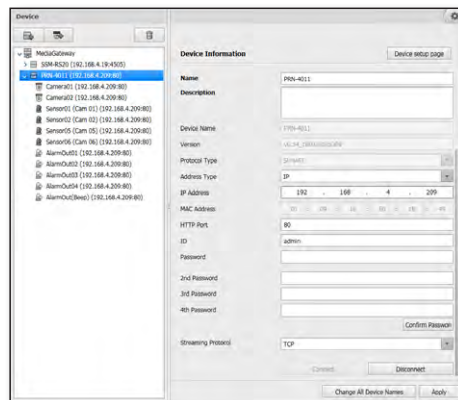 Device
MediaGateway
SSM-RS20 (192.168.4.19:4505)
PRN-4011 (192.168.4.209:80)
Camera01 (192.168.4.209:80)
Camera02 (192.168.4.209:80)
Sensor01 (Cam 01) (192.168.4.209:80)
Sensor02 (Cam 02) (192.168.4.209:80)
Sensor05 (Cam 05) (192.168.4.209:80)
Sensor06 (Cam 06) (192.168.4.209:80)
AlarmOut01 (192.168.4.209:80)
AlarmOut02 (192.168.4.209:80)
AlarmOut03 (192.168.4.209:80)
AlarmOut04 (192.168.4.209:80)
AlarmOut(Beep) (192.168.4.209:80)
Device Information
Device setup page
Name PRN-4011
Description
Device Name PRN-4011
Version
Protocol Type
Address Type IP
IP Address 192 . 168 . 4 . 209
MAC Address
HTTP Port 80
ID admin
Password
2nd Password
3rd Password
4th Password
Confirm Passwor
Streaming Protocol TCP
Connect Disconnect
Change All Device Names Apply